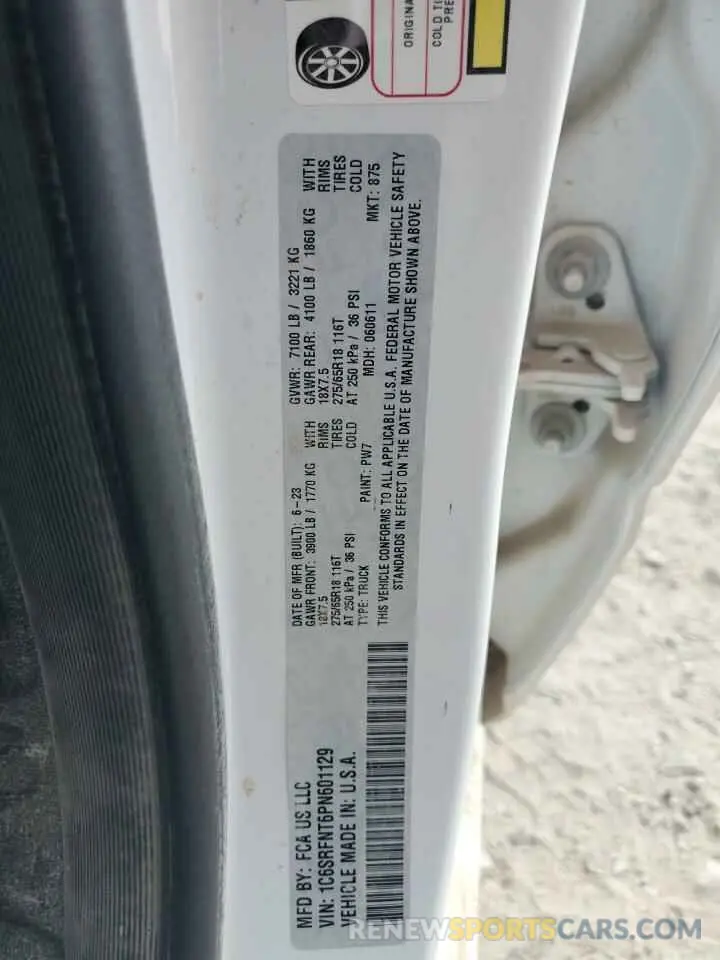 ORIGINA
COLD TI
PRE
MFD BY: FCA US LLC
VIN: 1C6SRFNT6PN601129
VEHICLE MADE IN: U.S.A.
DATE OF MFR (BUILT): 6-23
GAWR FRONT: 3900 LB / 1770 KG WITH
18X7.5 RIMS
275/65R18 116T TIRES
AT 250 kPa / 36 PSI COLD
TYPE: TRUCK PAINT: PW7
GVWR: 7100 LB / 3221 KG
GAWR REAR: 4100 LB / 1860 KG WITH
18X7.5 RIMS
275/65R18 116T TIRES
AT 250 kPa / 36 PSI COLD
MDH: 060611 MKT: 875
THIS VEHICLE CONFORMS TO ALL APPLICABLE U.S.A. FEDERAL MOTOR VEHICLE SAFETY
STANDARDS IN EFFECT ON THE DATE OF MANUFACTURE SHOWN ABOVE.
RENEWSPORTSCARS.COM